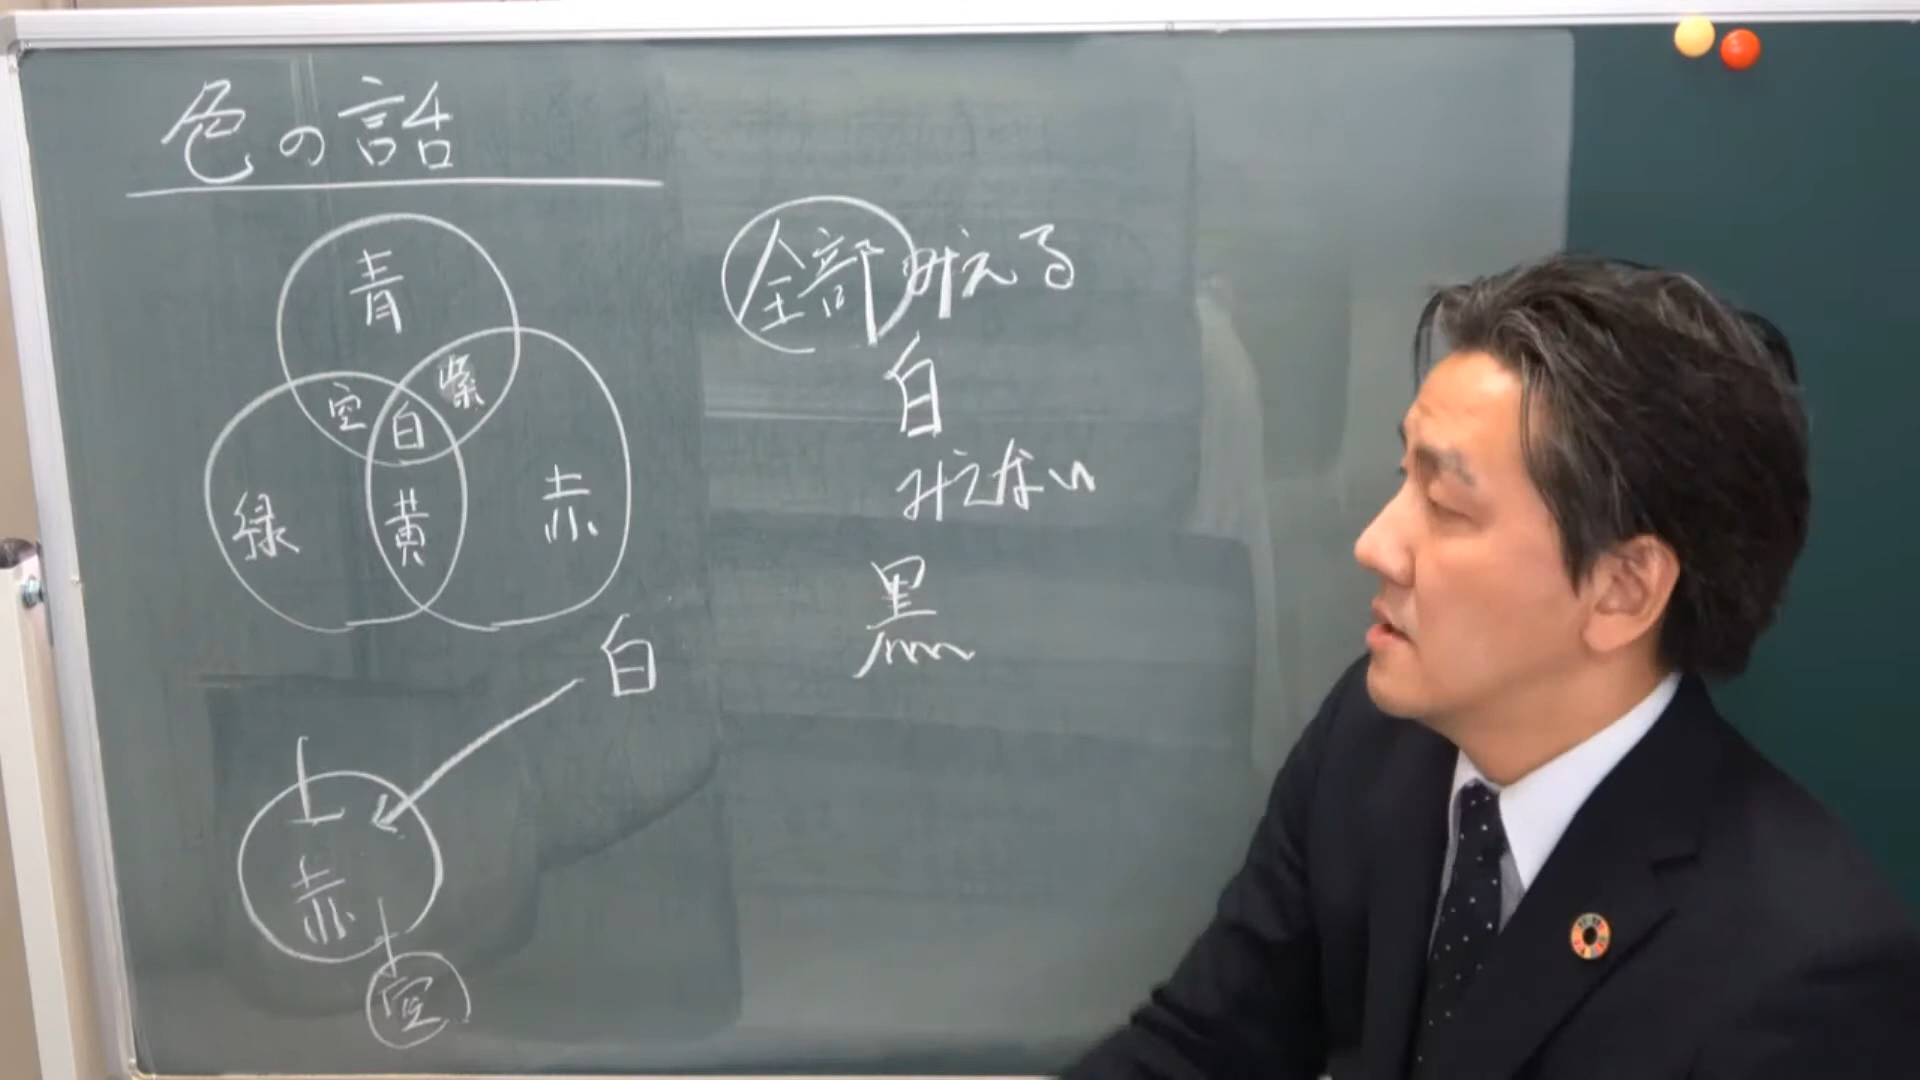 色の話
青
空
紫
白
緑
黄
赤
全部みえる
白
みえない
黒
白
赤
空